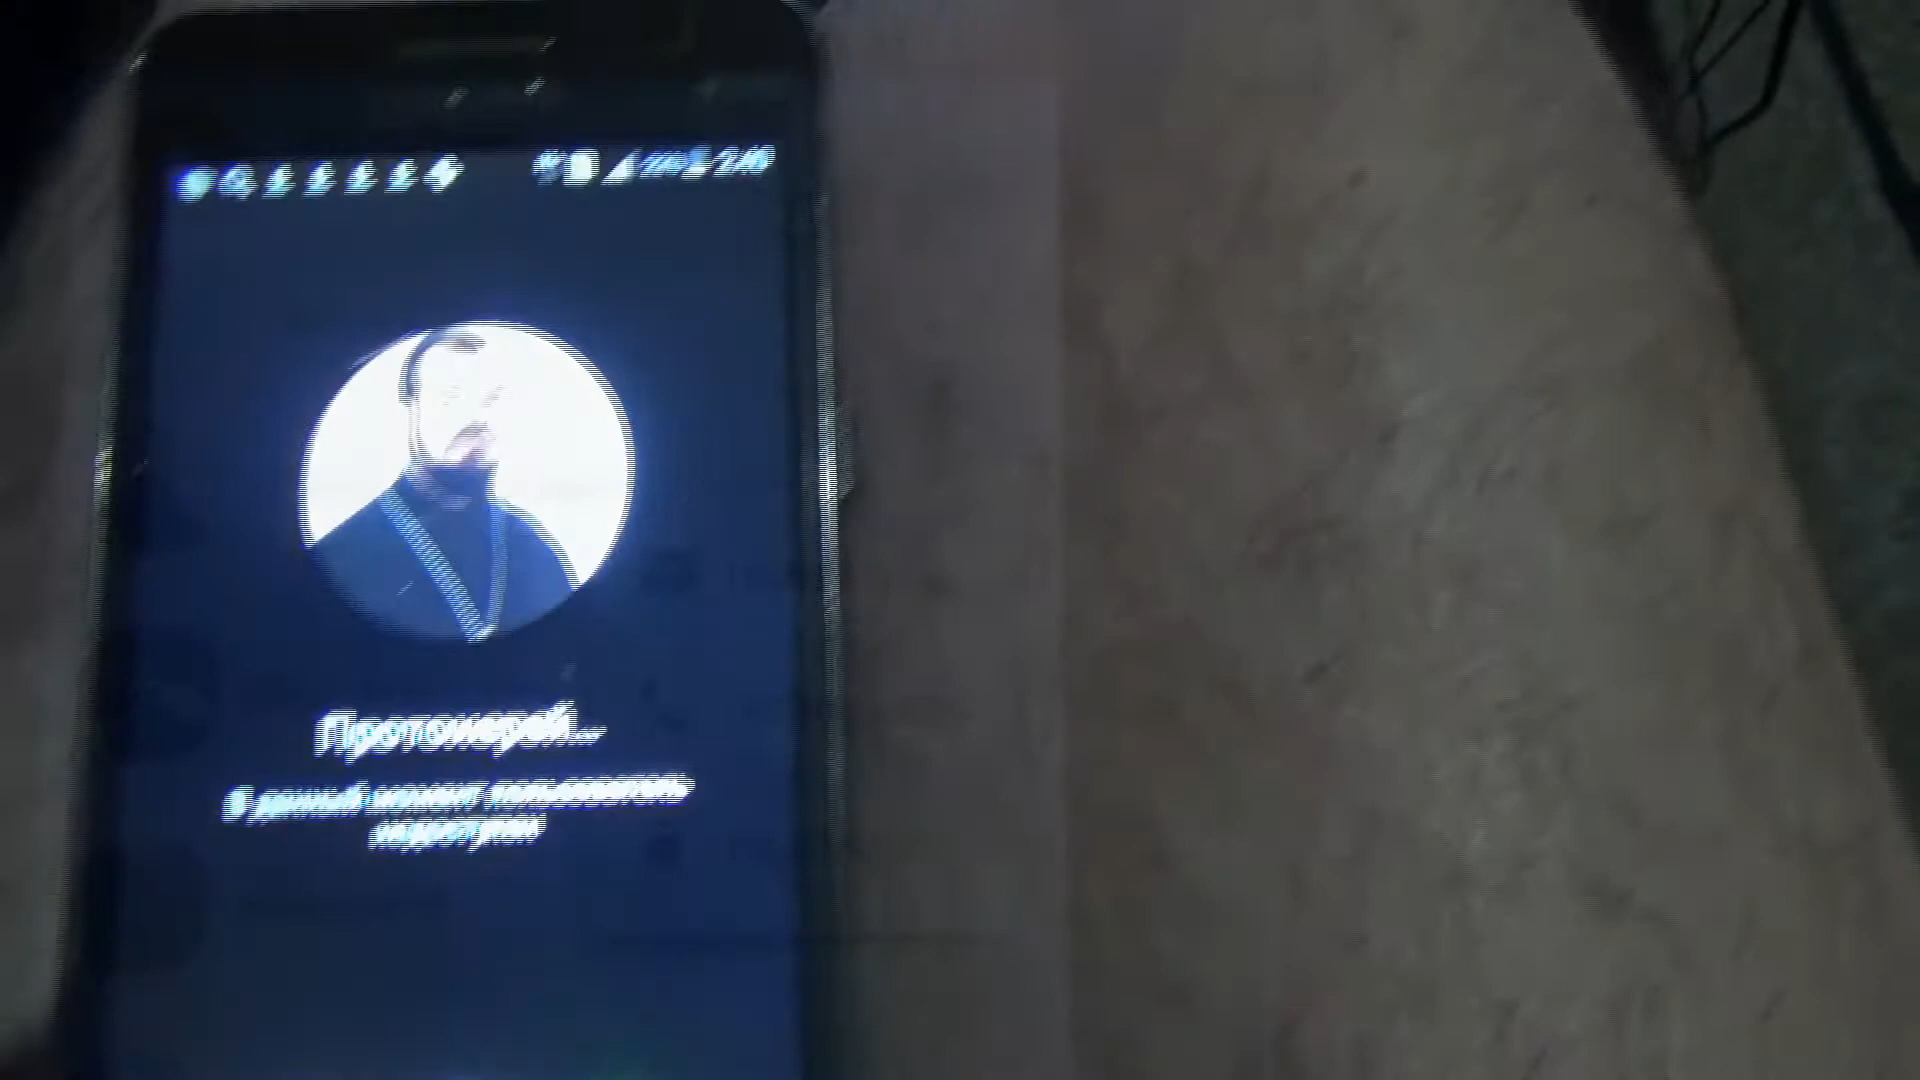 Протоиерей...
В данный момент пользователь
недоступен